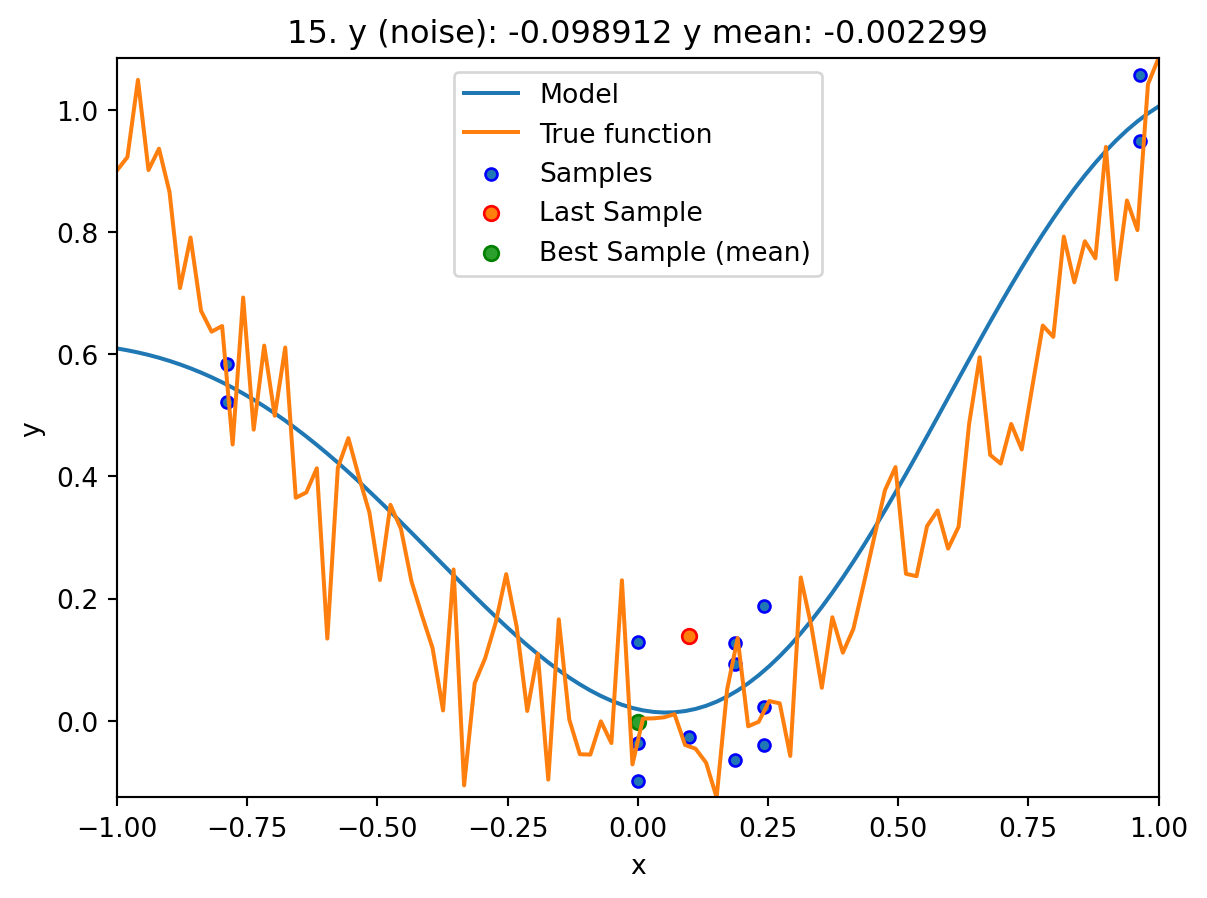 15. y (noise): -0.098912 y mean: -0.002299
Model
True function
Samples
Last Sample
Best Sample (mean)
y
1.0
0.8
0.6
0.4
0.2
0.0
−1.00 −0.75 −0.50 −0.25 0.00 0.25 0.50 0.75 1.00
x